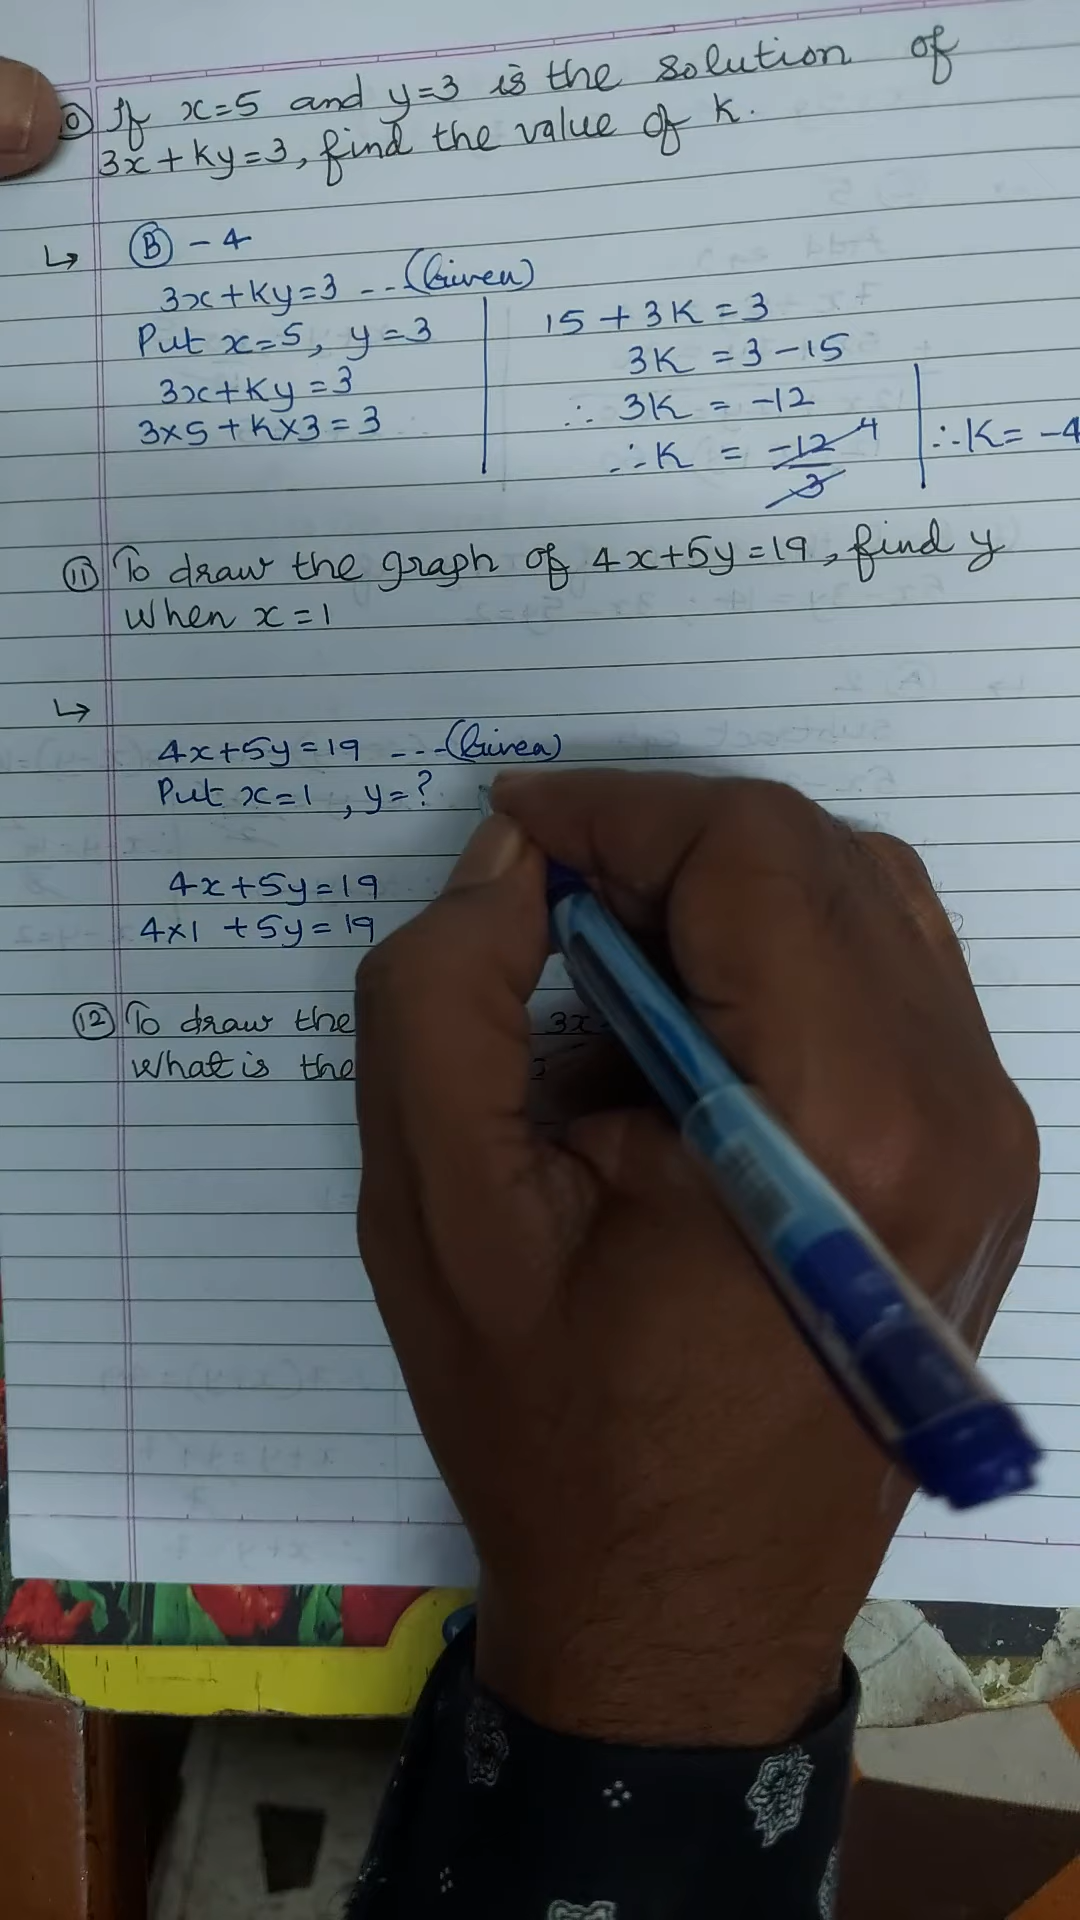 If x=5 and y=3 is the solution of
3x+ky=3, find the value of k.
↳ Ⓑ -4
3x+ky=3 --(Given)
Put x=5, y=3
3x+ky=3
3×5+k×3=3
15+3k=3
3k=3-15
∴ 3k=-12
∴k = -12 4
3
∴k=-4
⑪ To draw the graph of 4x+5y=19, find y
when x=1
↳
4x+5y=19 ---(Given)
Put x=1, y=?
4x+5y=19
4×1 +5y=19
⑫ To draw the 3x
What is the